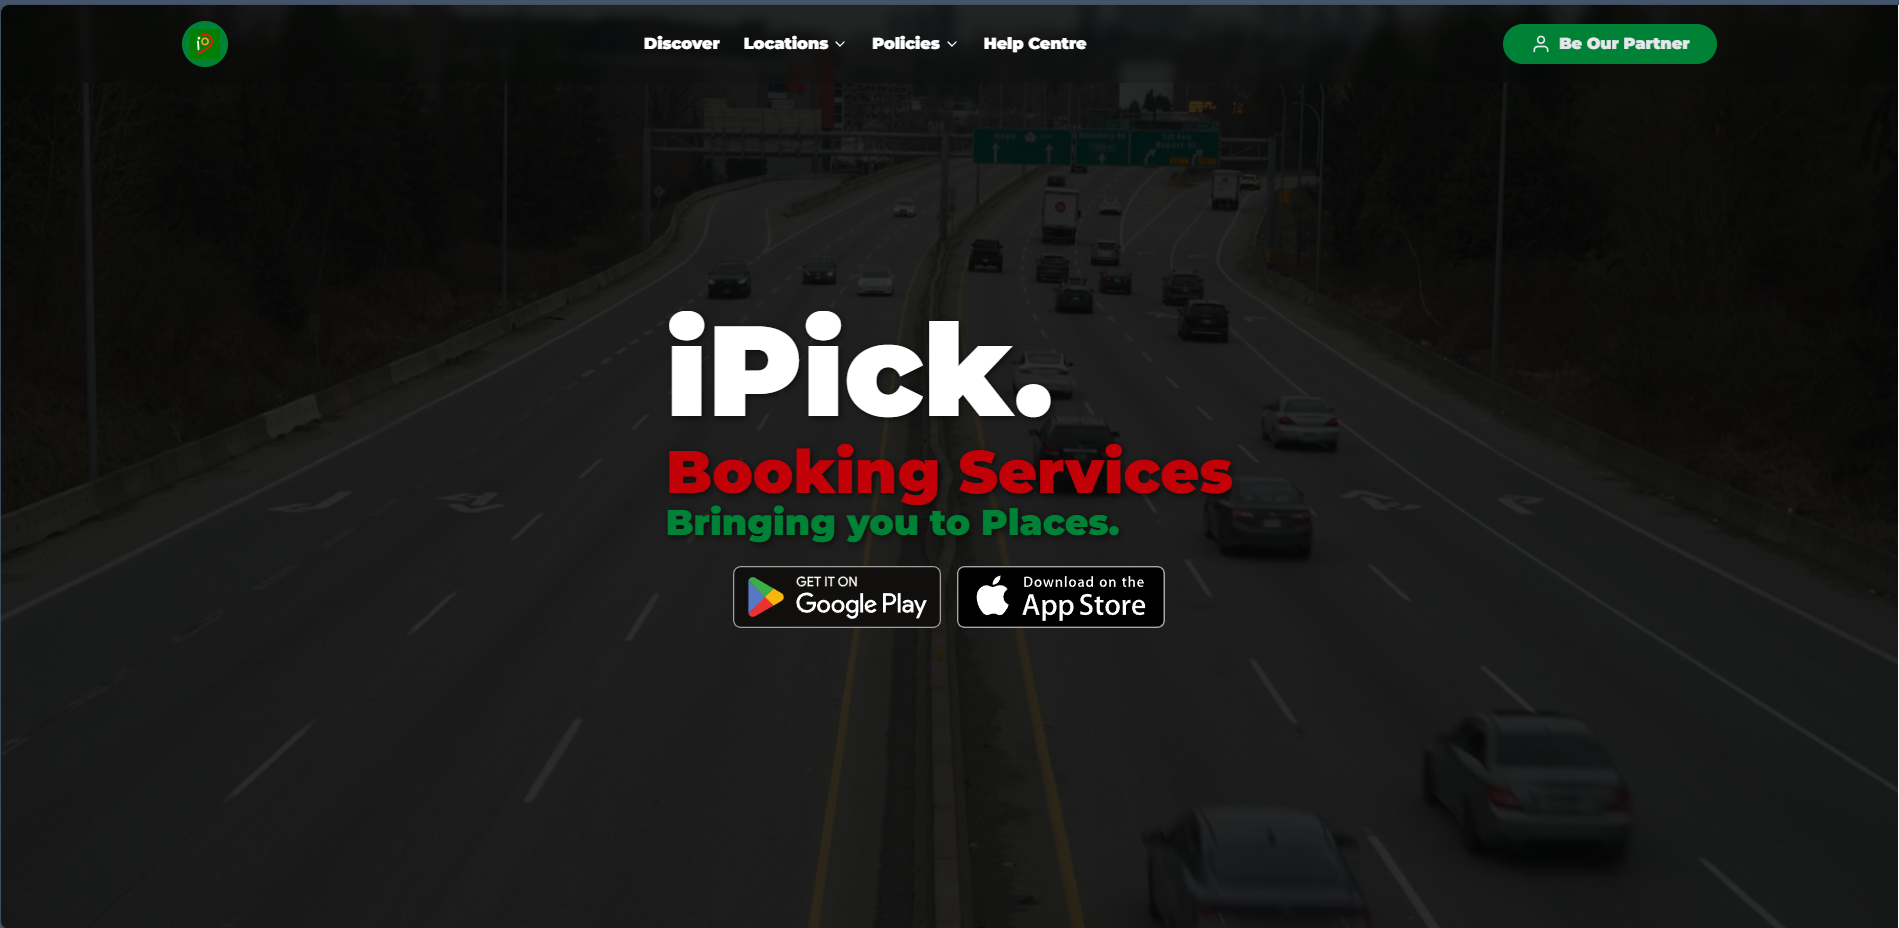 iP
Discover Locations Policies Help Centre Be Our Partner
iPick.
Booking Services
Bringing you to Places.
GET IT ON
Google Play
Download on the
App Store